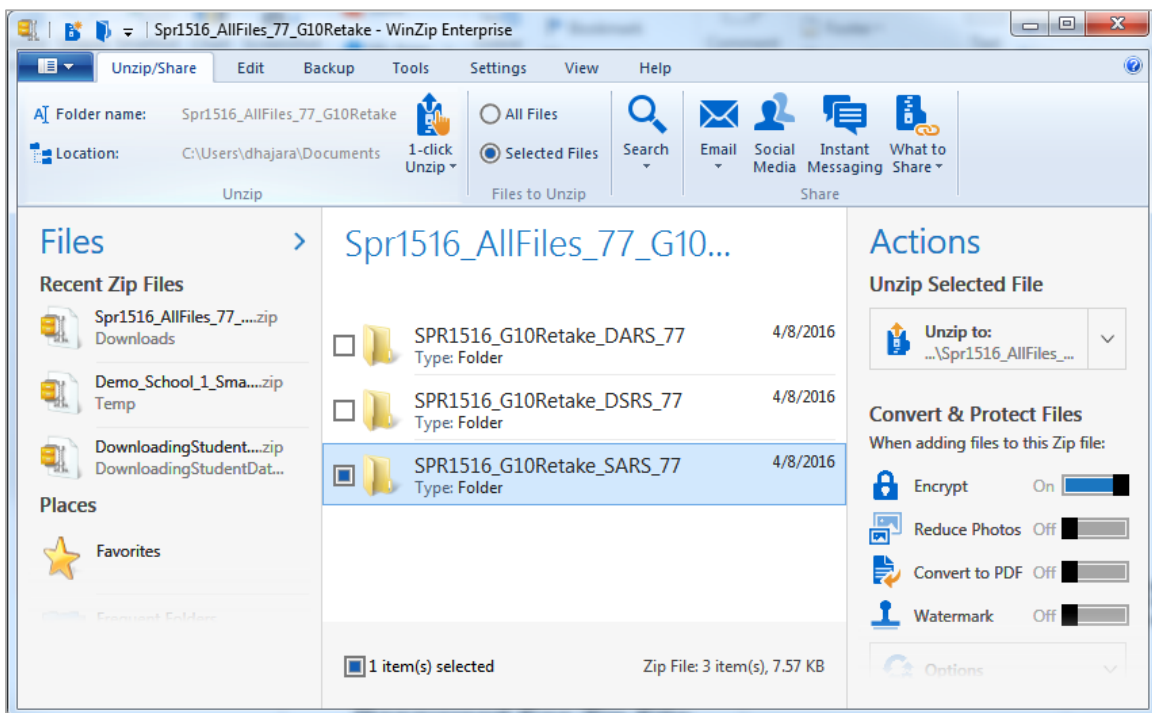 Spr1516_AllFiles_77_G10Retake - WinZip Enterprise
Unzip/Share Edit Backup Tools Settings View Help
Folder name: Spr1516_AllFiles_77_G10Retake
Location: C:\Users\dhajara\Documents
1-click
Unzip
Unzip
All Files
Selected Files
Files to Unzip
Search
Email
Social
Media
Instant
Messaging
What to
Share
Share
Files
Recent Zip Files
Spr1516_AllFiles_77_....zip
Downloads
Demo_School_1_Sma....zip
Temp
DownloadingStudent....zip
DownloadingStudentDat...
Places
Favorites
Frequent Folders
Spr1516_AllFiles_77_G10...
SPR1516_G10Retake_DARS_77 4/8/2016
Type: Folder
SPR1516_G10Retake_DSRS_77 4/8/2016
Type: Folder
SPR1516_G10Retake_SARS_77 4/8/2016
Type: Folder
1 item(s) selected Zip File: 3 item(s), 7.57 KB
Actions
Unzip Selected File
Unzip to:
...\Spr1516_AllFiles_...
Convert & Protect Files
When adding files to this Zip file:
Encrypt On
Reduce Photos Off
Convert to PDF Off
Watermark Off
Options